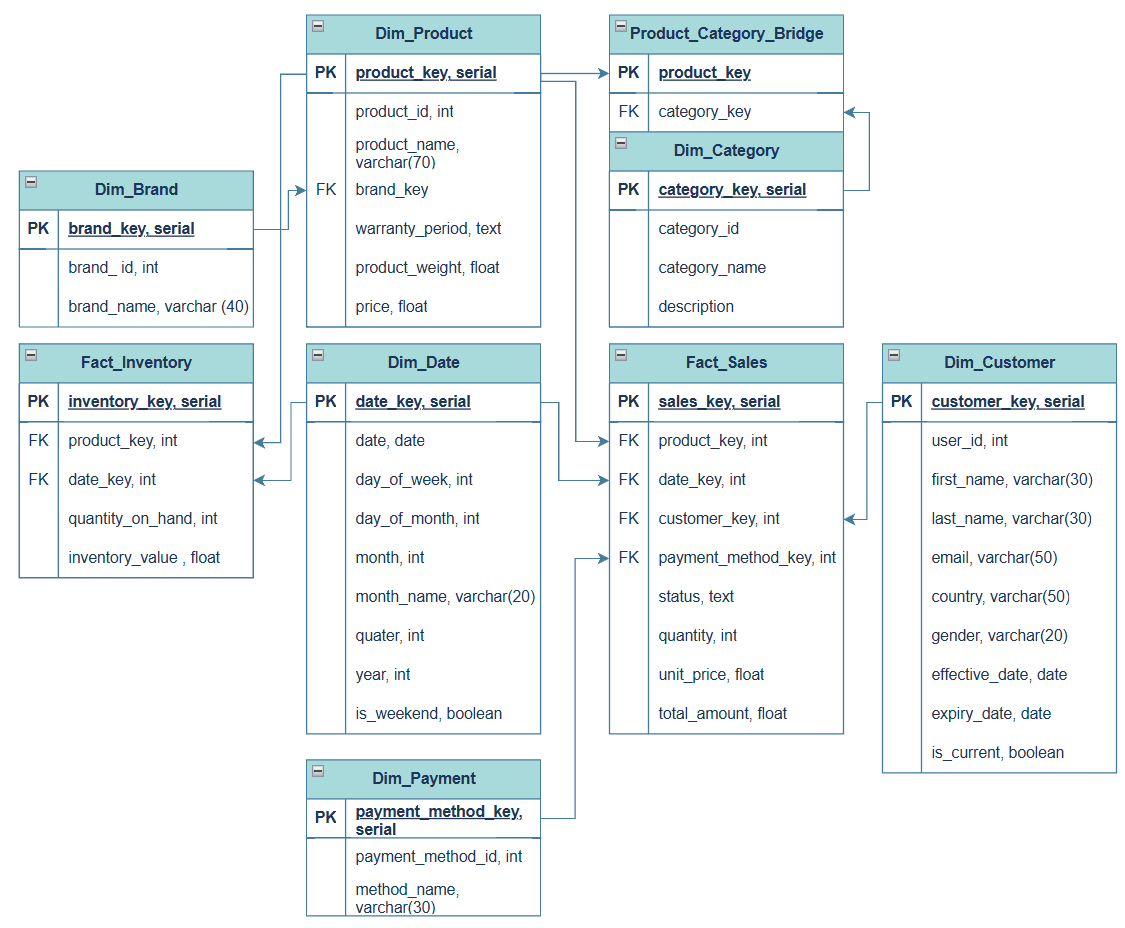 Dim_Product
PK product_key, serial
product_id, int
product_name,
varchar(70)
FK brand_key
warranty_period, text
product_weight, float
price, float
Product_Category_Bridge
PK product_key
FK category_key
Dim_Category
PK category_key, serial
category_id
category_name
description
Dim_Brand
PK brand_key, serial
brand_ id, int
brand_name, varchar (40)
Fact_Inventory
PK inventory_key, serial
FK product_key, int
FK date_key, int
quantity_on_hand, int
inventory_value , float
Dim_Date
PK date_key, serial
date, date
day_of_week, int
day_of_month, int
month, int
month_name, varchar(20)
quater, int
year, int
is_weekend, boolean
Fact_Sales
PK sales_key, serial
FK product_key, int
FK date_key, int
FK customer_key, int
FK payment_method_key, int
status, text
quantity, int
unit_price, float
total_amount, float
Dim_Customer
PK customer_key, serial
user_id, int
first_name, varchar(30)
last_name, varchar(30)
email, varchar(50)
country, varchar(50)
gender, varchar(20)
effective_date, date
expiry_date, date
is_current, boolean
Dim_Payment
PK payment_method_key,
serial
payment_method_id, int
method_name,
varchar(30)